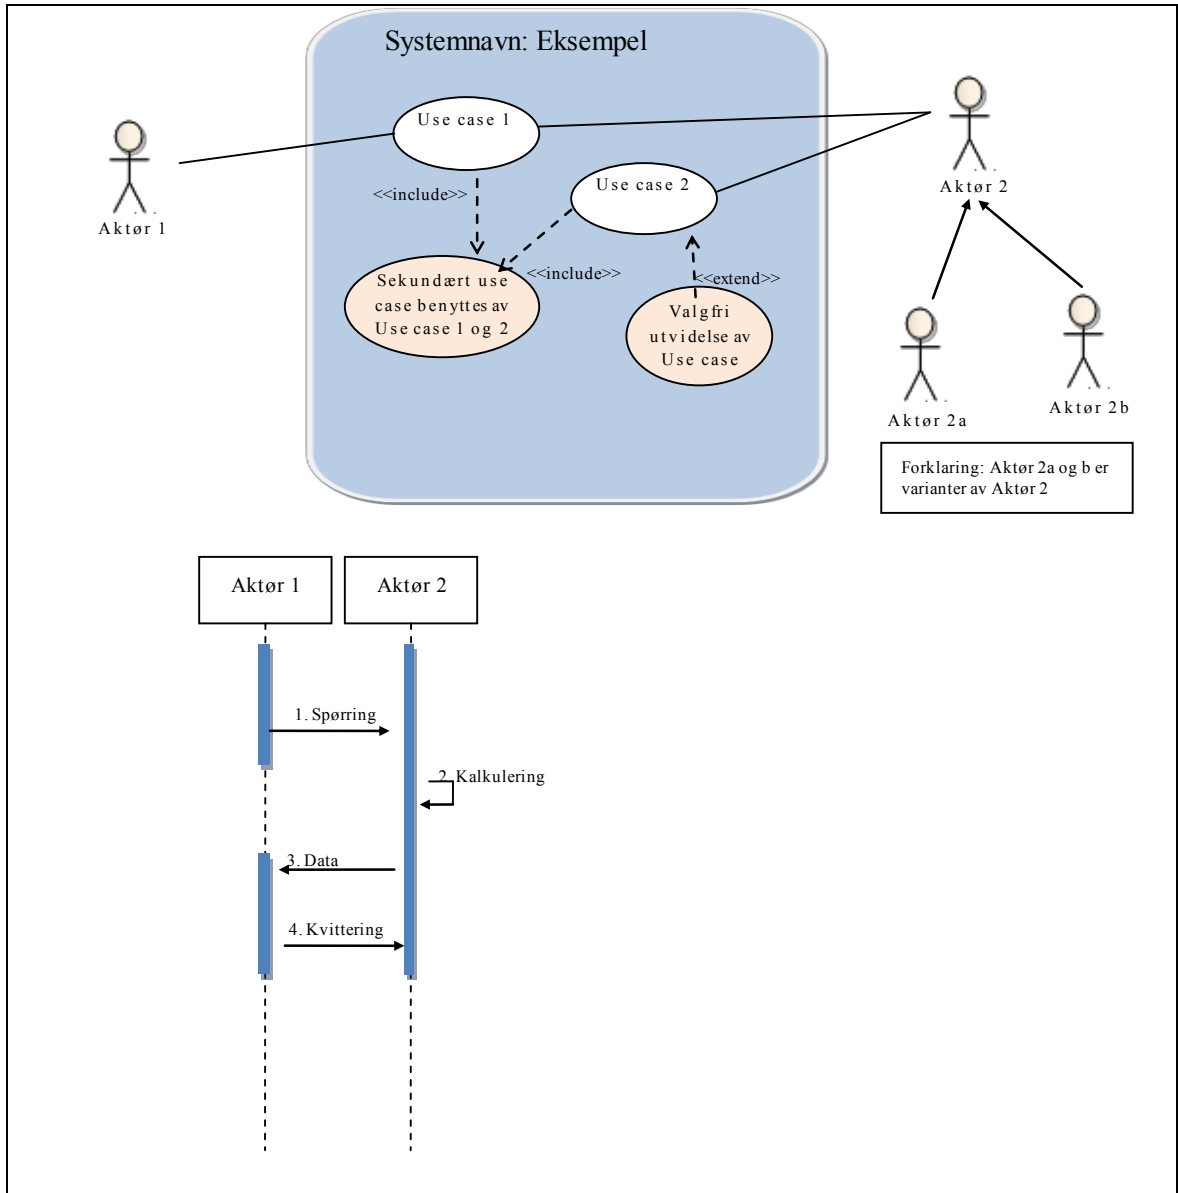 Systemnavn: Eksempel
Use case 1
Aktør 1
Aktør 2
<<include>>
Use case 2
<<include>>
<<extend>>
Sekundært use
case benyttes av
Use case 1 og 2
Valgfri
utvidelse av
Use case
Aktør 2a
Aktør 2b
Forklaring: Aktør 2a og b er
varianter av Aktør 2
Aktør 1
Aktør 2
1. Spørring
2. Kalkulering
3. Data
4. Kvittering